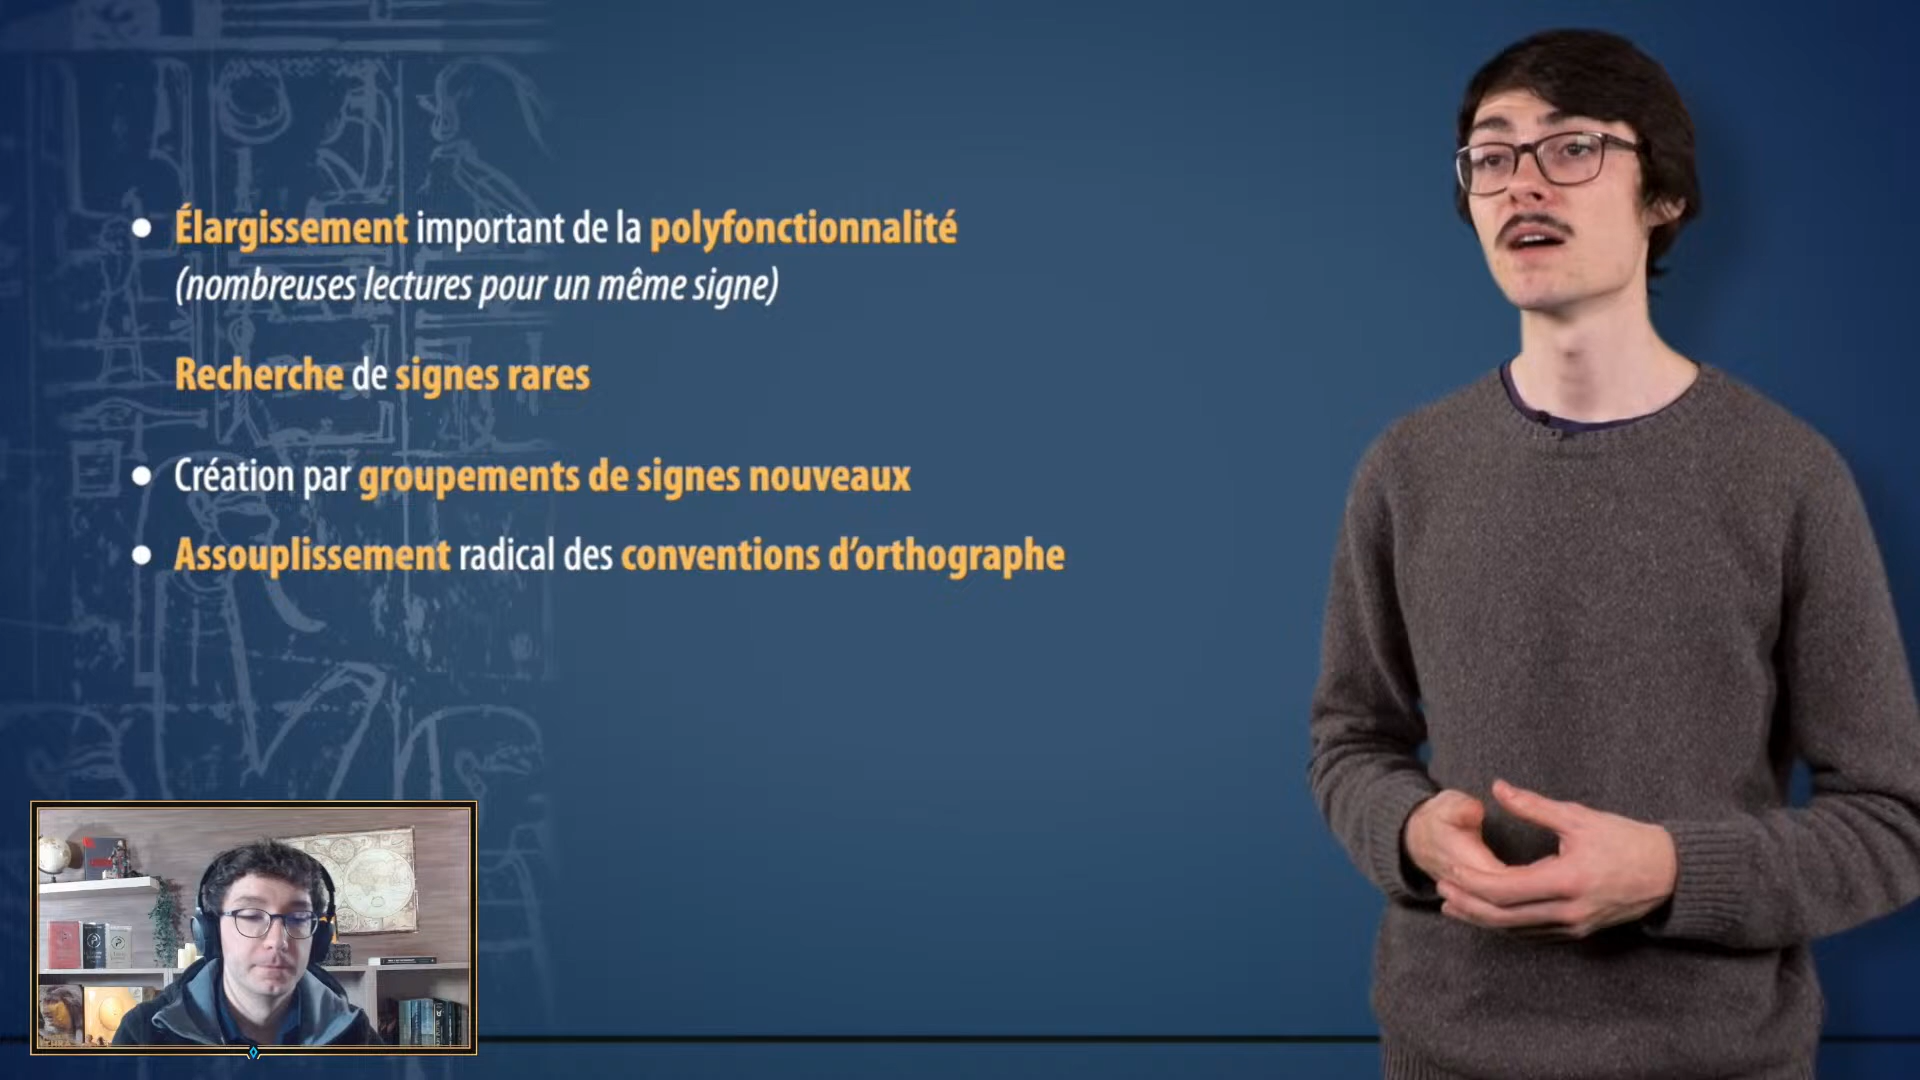 Élargissement important de la polyfonctionnalité
(nombreuses lectures pour un même signe)
Recherche de signes rares
Création par groupements de signes nouveaux
Assouplissement radical des conventions d’orthographe